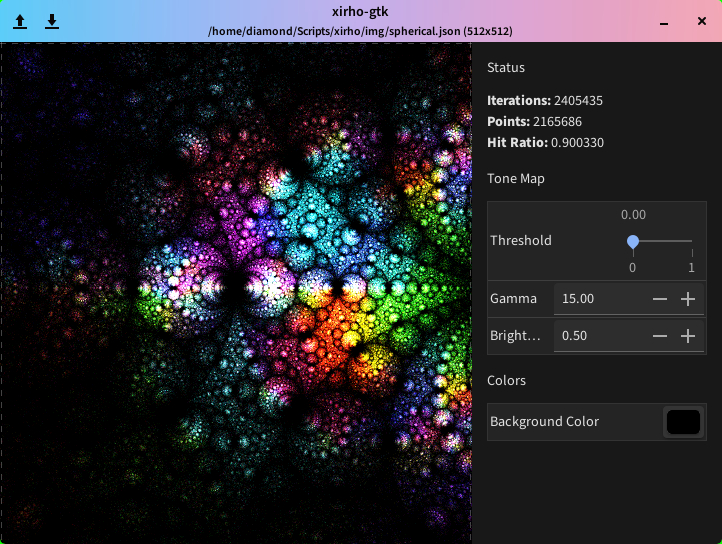 xirho-gtk
/home/diamond/Scripts/xirho/img/spherical.json (512x512)
Status
Iterations: 2405435
Points: 2165686
Hit Ratio: 0.900330
Tone Map
0.00
Threshold
0 1
Gamma 15.00
Bright… 0.50
Colors
Background Color